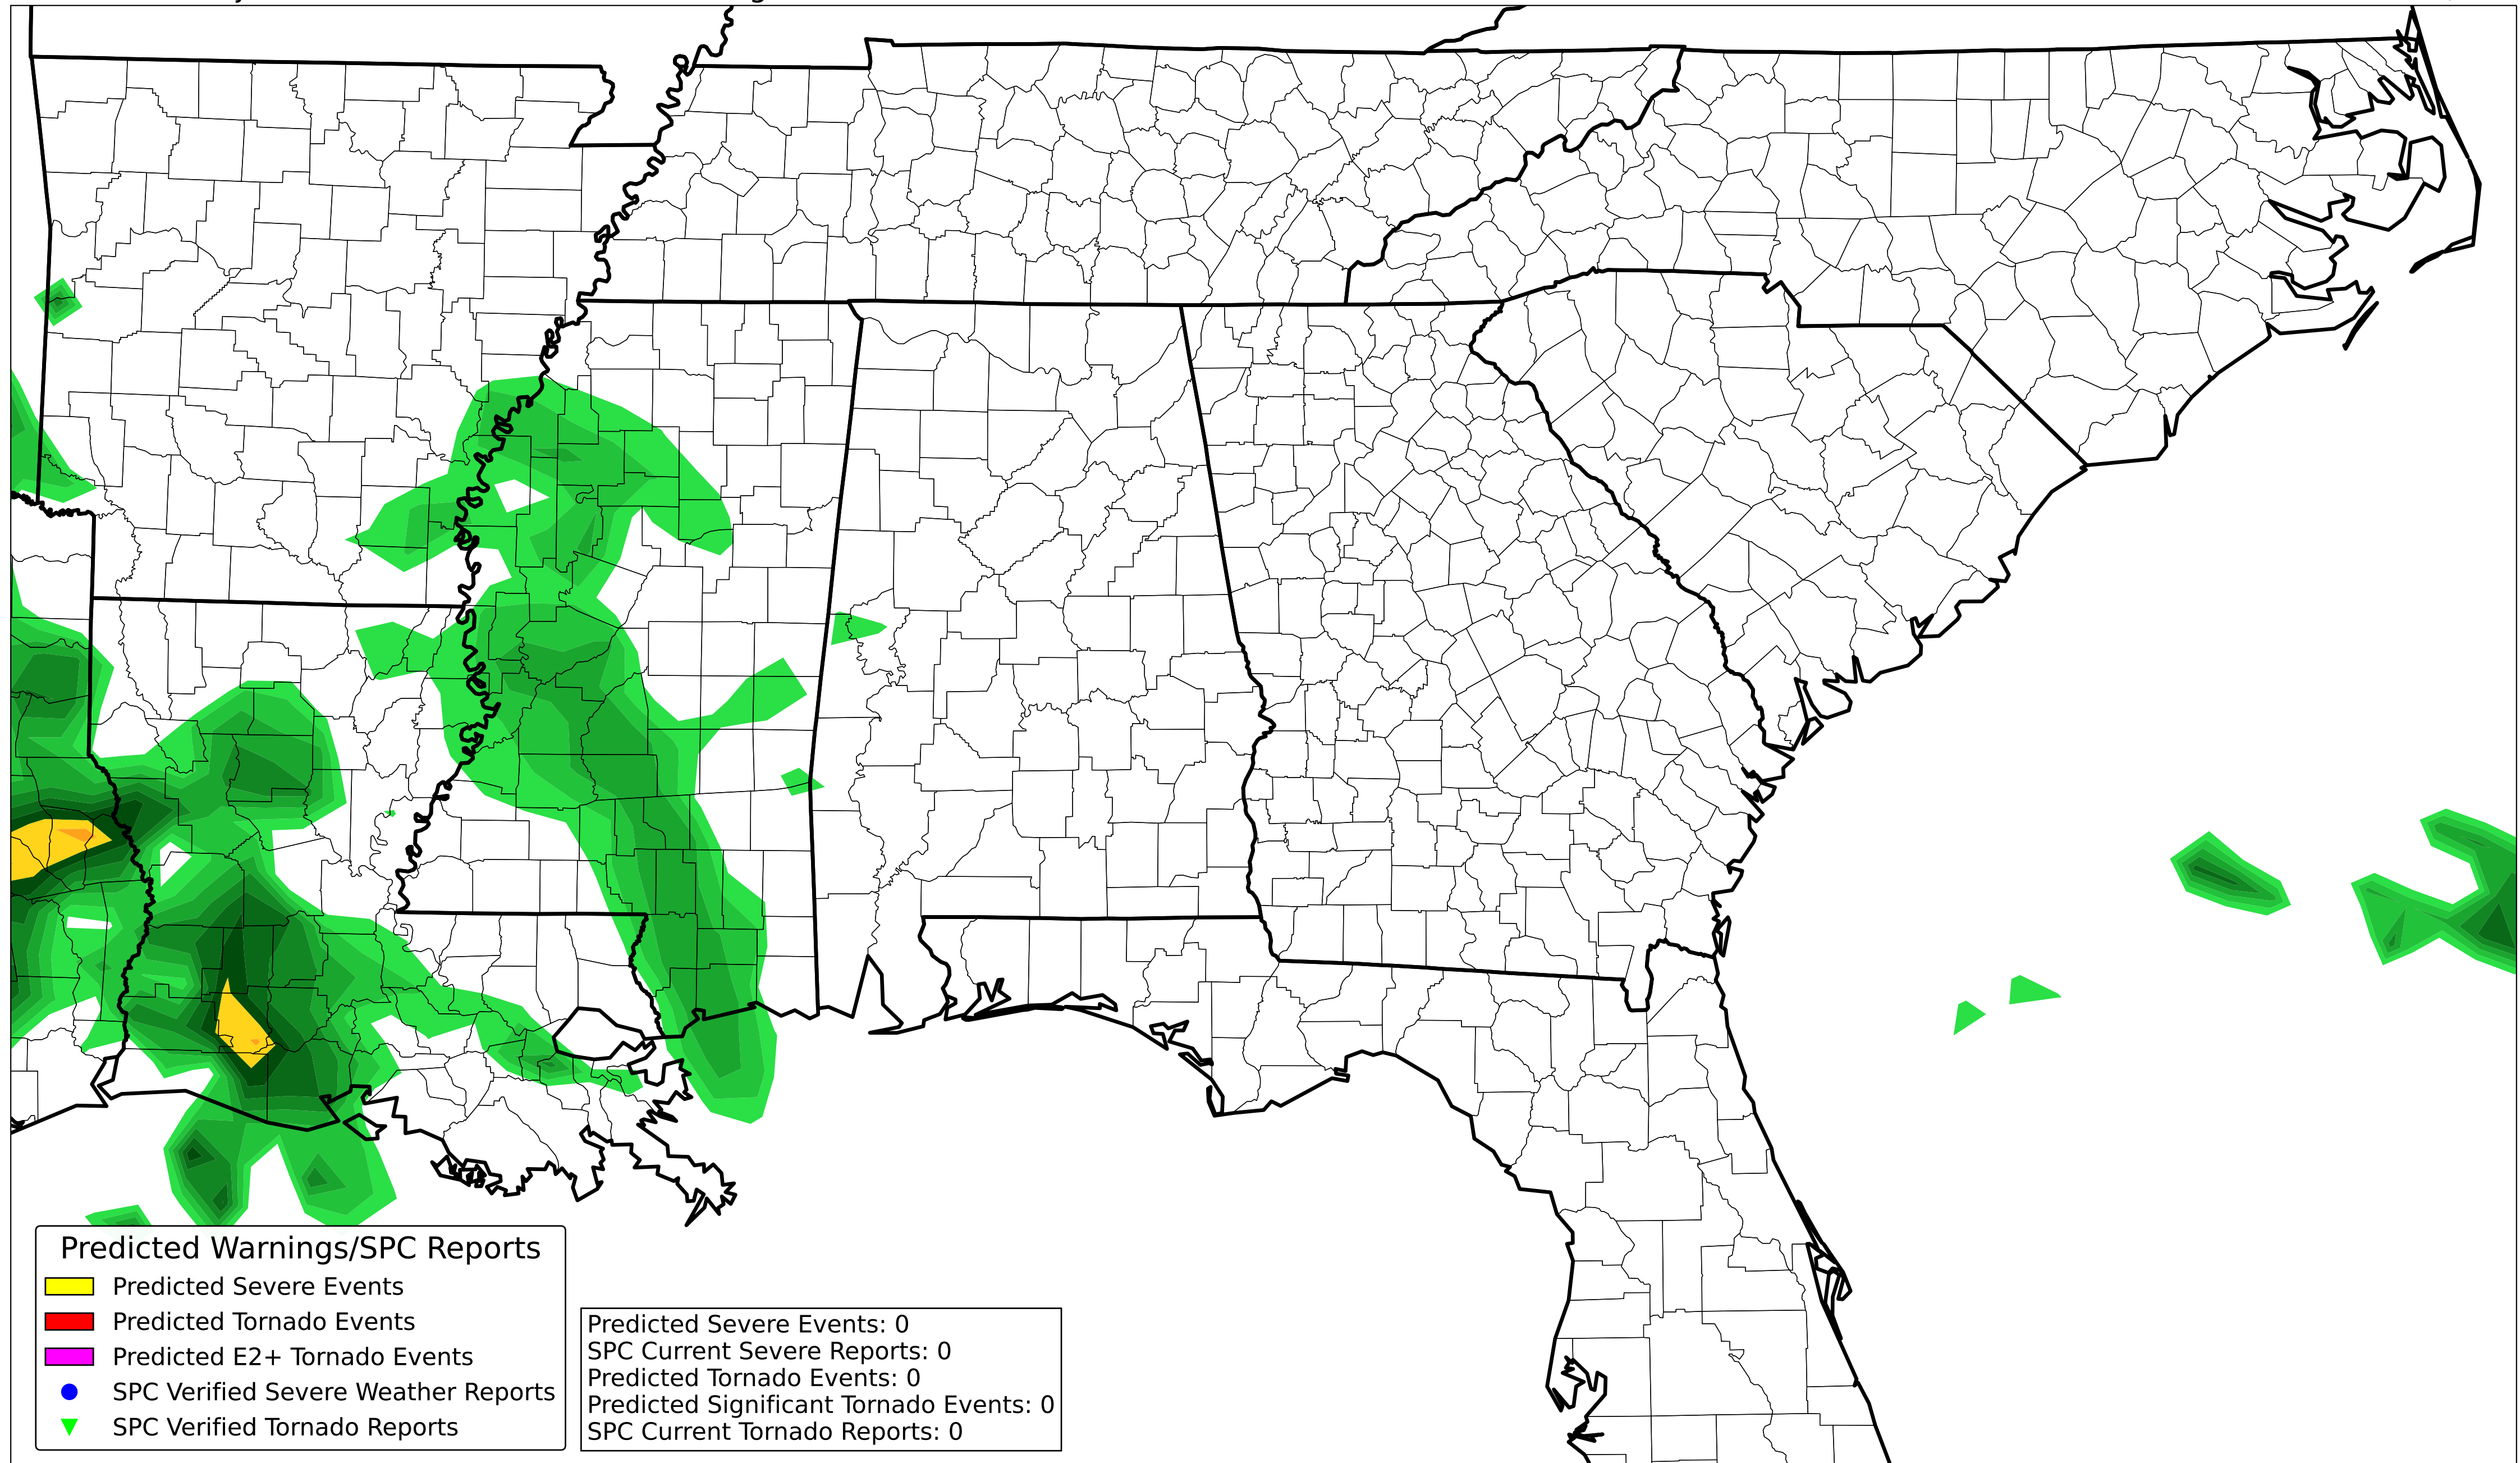 Predicted Warnings/SPC Reports
Predicted Severe Events
Predicted Tornado Events
Predicted E2+ Tornado Events
SPC Verified Severe Weather Reports
SPC Verified Tornado Reports
Predicted Severe Events: 0
SPC Current Severe Reports: 0
Predicted Tornado Events: 0
Predicted Significant Tornado Events: 0
SPC Current Tornado Reports: 0